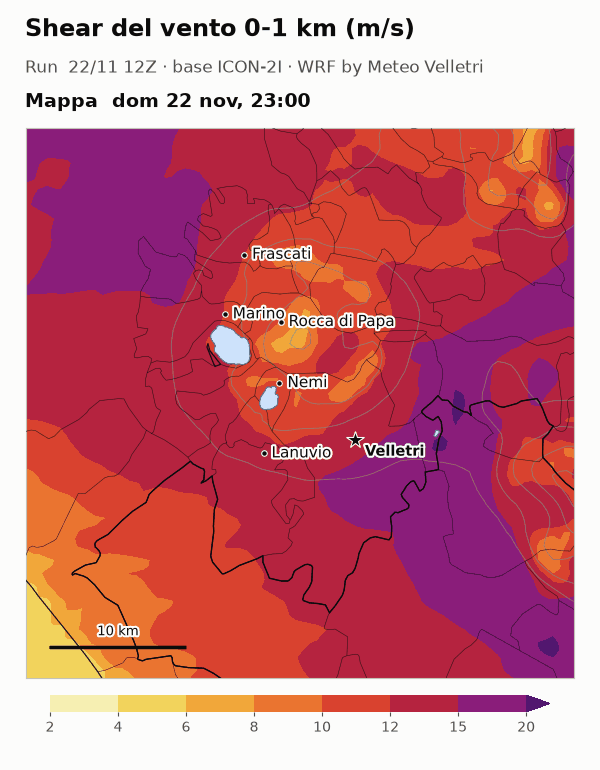 Shear del vento 0-1 km (m/s)
Run  22/11 12Z · base ICON-2I · WRF by Meteo Velletri
Mappa  dom 22 nov, 23:00
Frascati
Marino
Rocca di Papa
Nemi
Lanuvio
Velletri
10 km
2 4 6 8 10 12 15 20